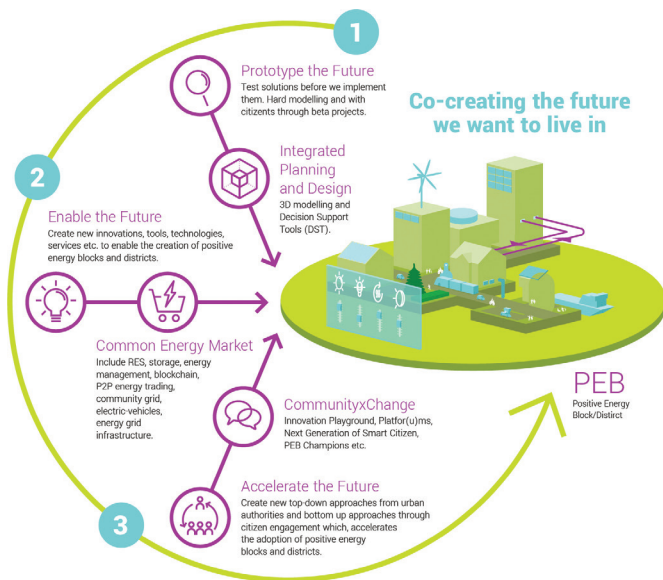 1
Prototype the Future
Test solutions before we implement
them. Hard modelling and with
citizents through beta projects.
Co-creating the future
we want to live in
Integrated
Planning
and Design
3D modelling and
Decision Support
Tools (DST).
2
Enable the Future
Create new innovations, tools, technologies,
services etc. to enable the creation of positive
energy blocks and districts.
Common Energy Market
Include RES, storage, energy
management, blockchain,
P2P energy trading,
community grid,
electric-vehicles,
energy grid
infrastructure.
CommunityxChange
Innovation Playground, Platfor(u)ms,
Next Generation of Smart Citizen,
PEB Champions etc.
PEB
Positive Energy
Block/Distirct
3
Accelerate the Future
Create new top-down approaches from urban
authorities and bottom up approaches through
citizen engagement which, accelerates
the adoption of positive energy
blocks and districts.